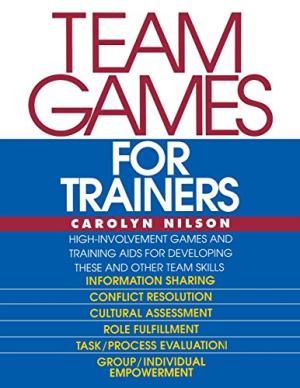 TEAM
GAMES
FOR
TRAINERS
CAROLYN NILSON
HIGH-INVOLVEMENT GAMES AND
TRAINING AIDS FOR DEVELOPING
THESE AND OTHER TEAM SKILLS
INFORMATION SHARING
CONFLICT RESOLUTION
CULTURAL ASSESSMENT
ROLE FULFILLMENT
TASK/PROCESS EVALUATION
GROUP/INDIVIDUAL
EMPOWERMENT